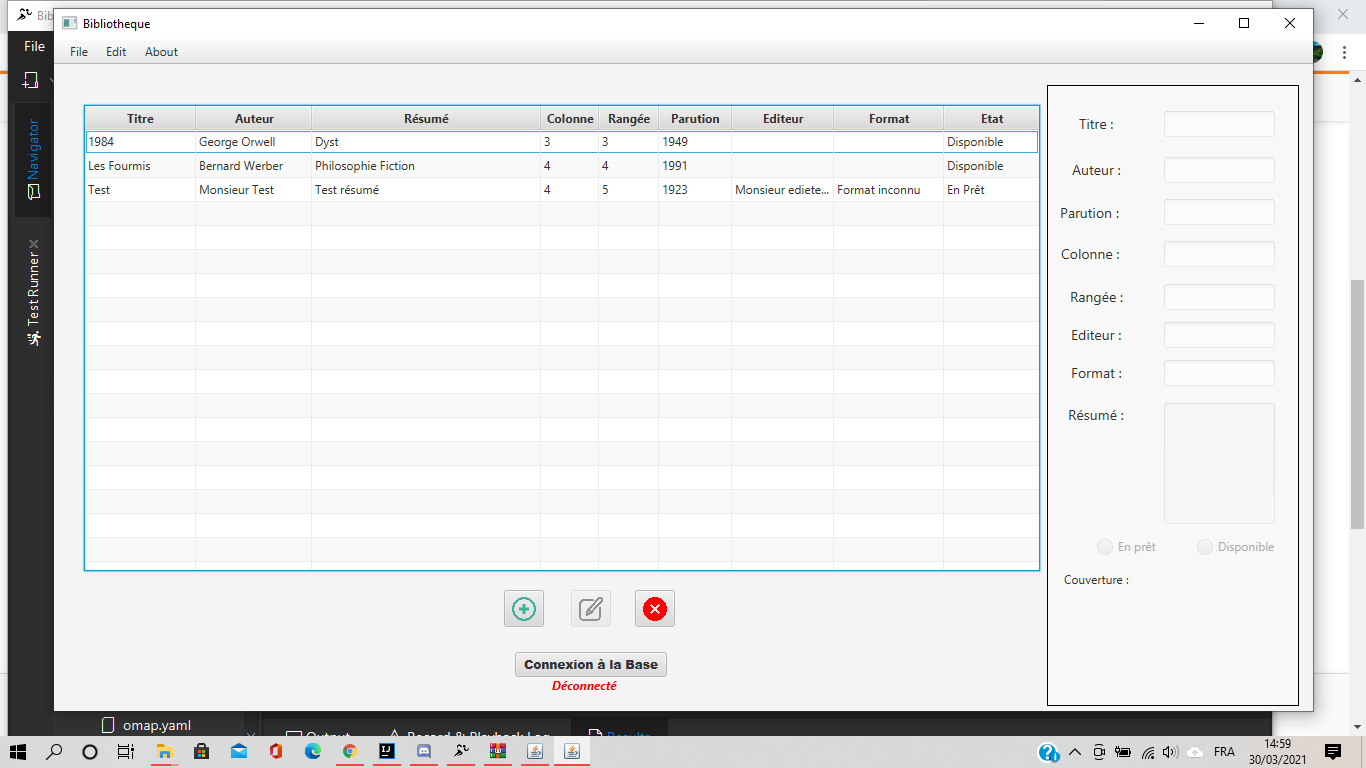 Bib
Bibliotheque
File
File Edit About
Navigator
Test Runner
Titre Auteur Résumé Colonne Rangée Parution Editeur Format Etat
1984 George Orwell Dyst 3 3 1949 Disponible
Les Fourmis Bernard Werber Philosophie Fiction 4 4 1991 Disponible
Test Monsieur Test Test résumé 4 5 1923 Monsieur ediete... Format inconnu En Prêt
Titre :
Auteur :
Parution :
Colonne :
Rangée :
Editeur :
Format :
Résumé :
En prêt Disponible
Couverture :
Connexion à la Base
Déconnecté
omap.yaml
Output Record & Playback Log Results
FRA
14:59
30/03/2021